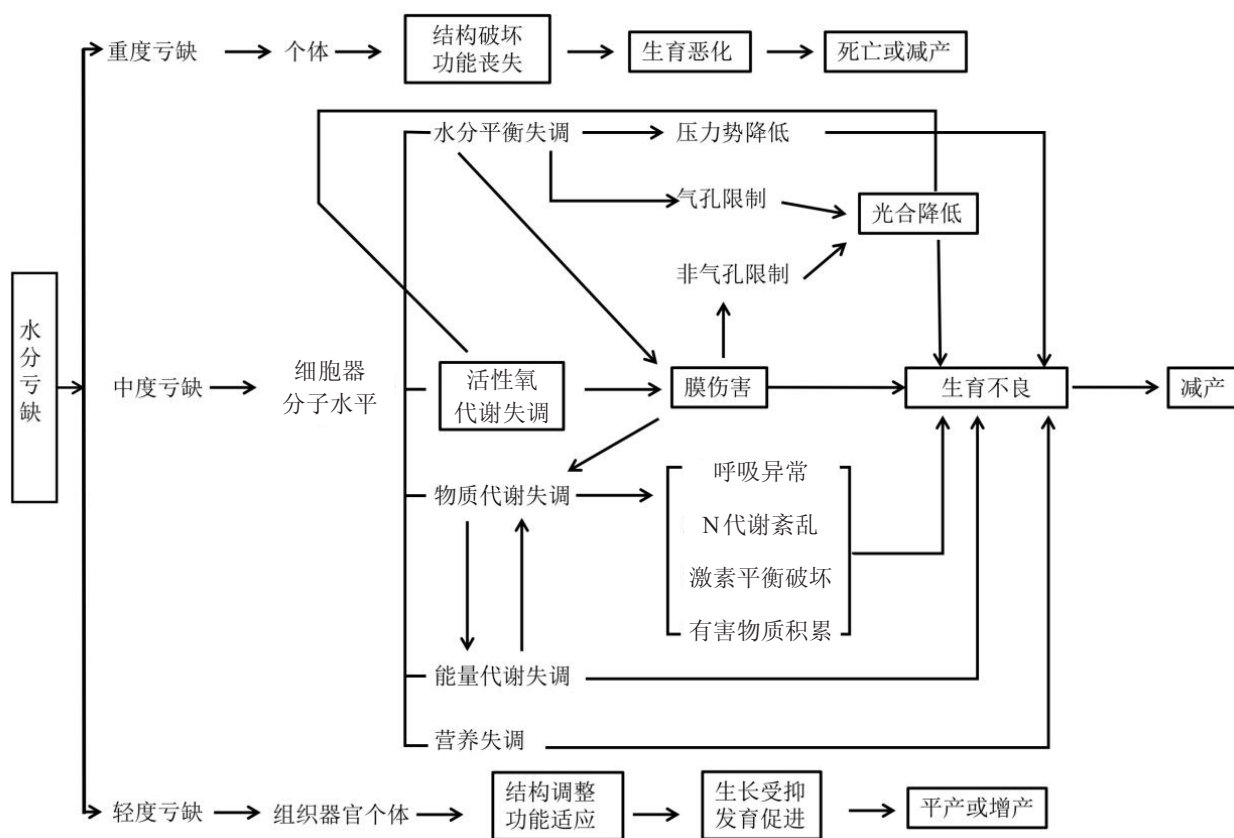 重度亏缺
个体
结构破坏
功能丧失
生育恶化
死亡或减产
水分平衡失调
压力势降低
气孔限制
光合降低
非气孔限制
水分亏缺
中度亏缺
细胞器
分子水平
活性氧
代谢失调
膜伤害
生育不良
减产
呼吸异常
物质代谢失调
N代谢紊乱
激素平衡破坏
有害物质积累
能量代谢失调
营养失调
轻度亏缺
组织器官个体
结构调整
功能适应
生长受抑
发育促进
平产或增产